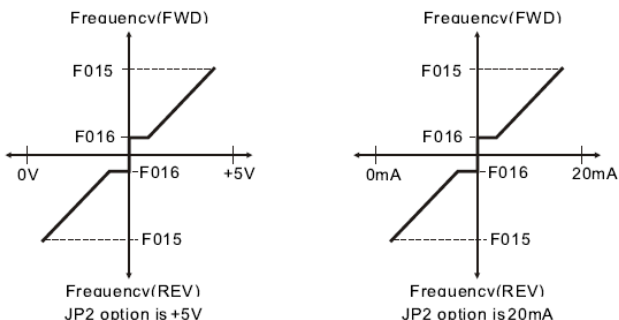 Frequency(FWD)
F015
F016
0V
-F016
+5V
F015
Frequency(REV)
JP2 option is +5V
Frequency(FWD)
F015
F016
0mA
F016
20mA
F015
Frequency(REV)
JP2 option is 20mA